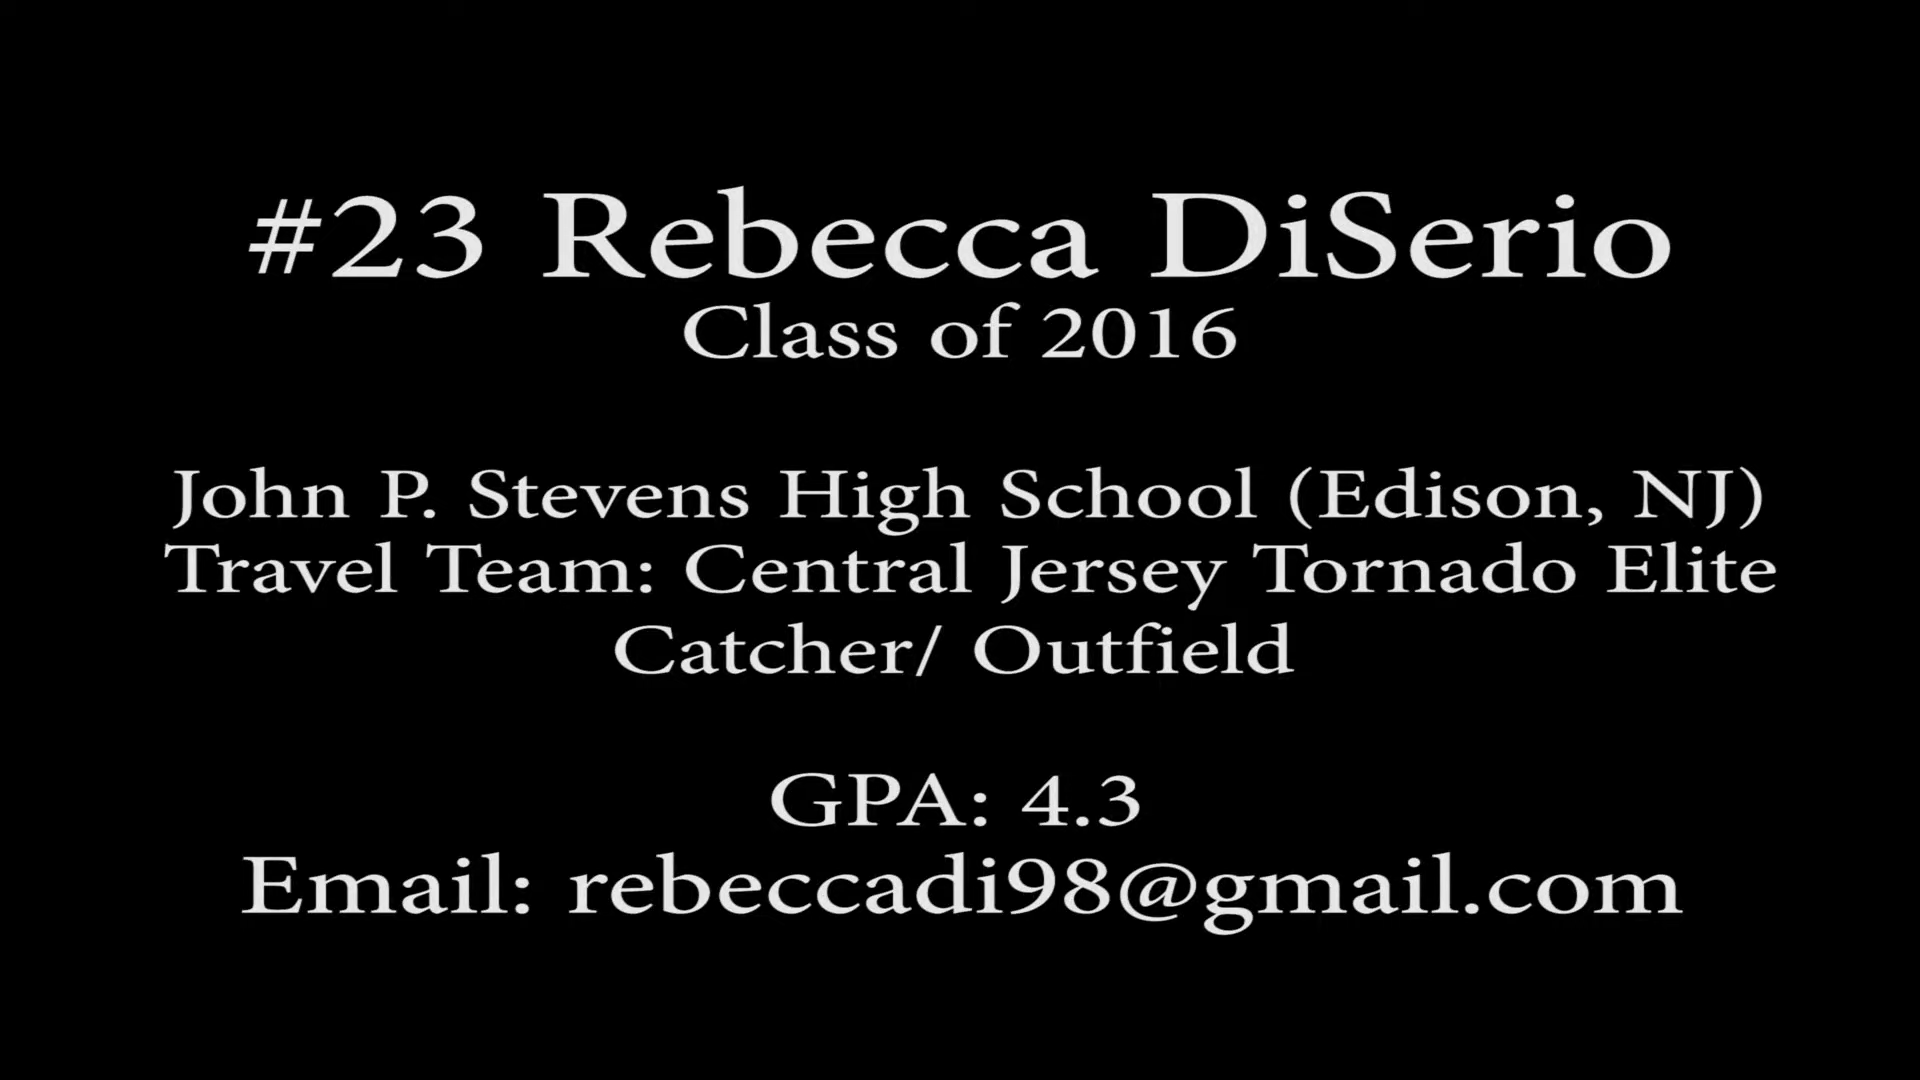 #23 Rebecca DiSerio
Class of 2016
John P. Stevens High School (Edison, NJ)
Travel Team: Central Jersey Tornado Elite
Catcher/ Outfield
GPA: 4.3
Email: rebeccadi98@gmail.com